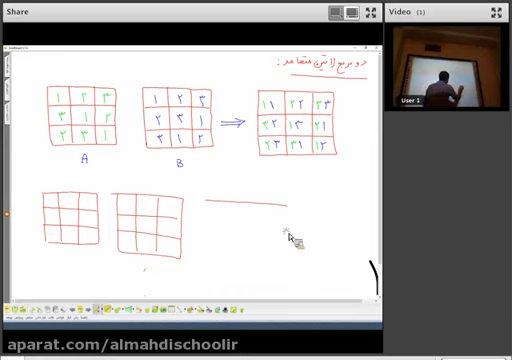 Share
Video (1)
User 1
دو مربع لاتین متعامد :
۱ ۲ ۳
۳ ۱ ۲
۲ ۳ ۱
A
۱ ۲ ۳
۲ ۳ ۱
۳ ۱ ۲
B
⇒
۱۱ ۲۲ ۳۳
۳۲ ۱۳ ۲۱
۲۳ ۳۱ ۱۲
aparat.com/almahdischoolir